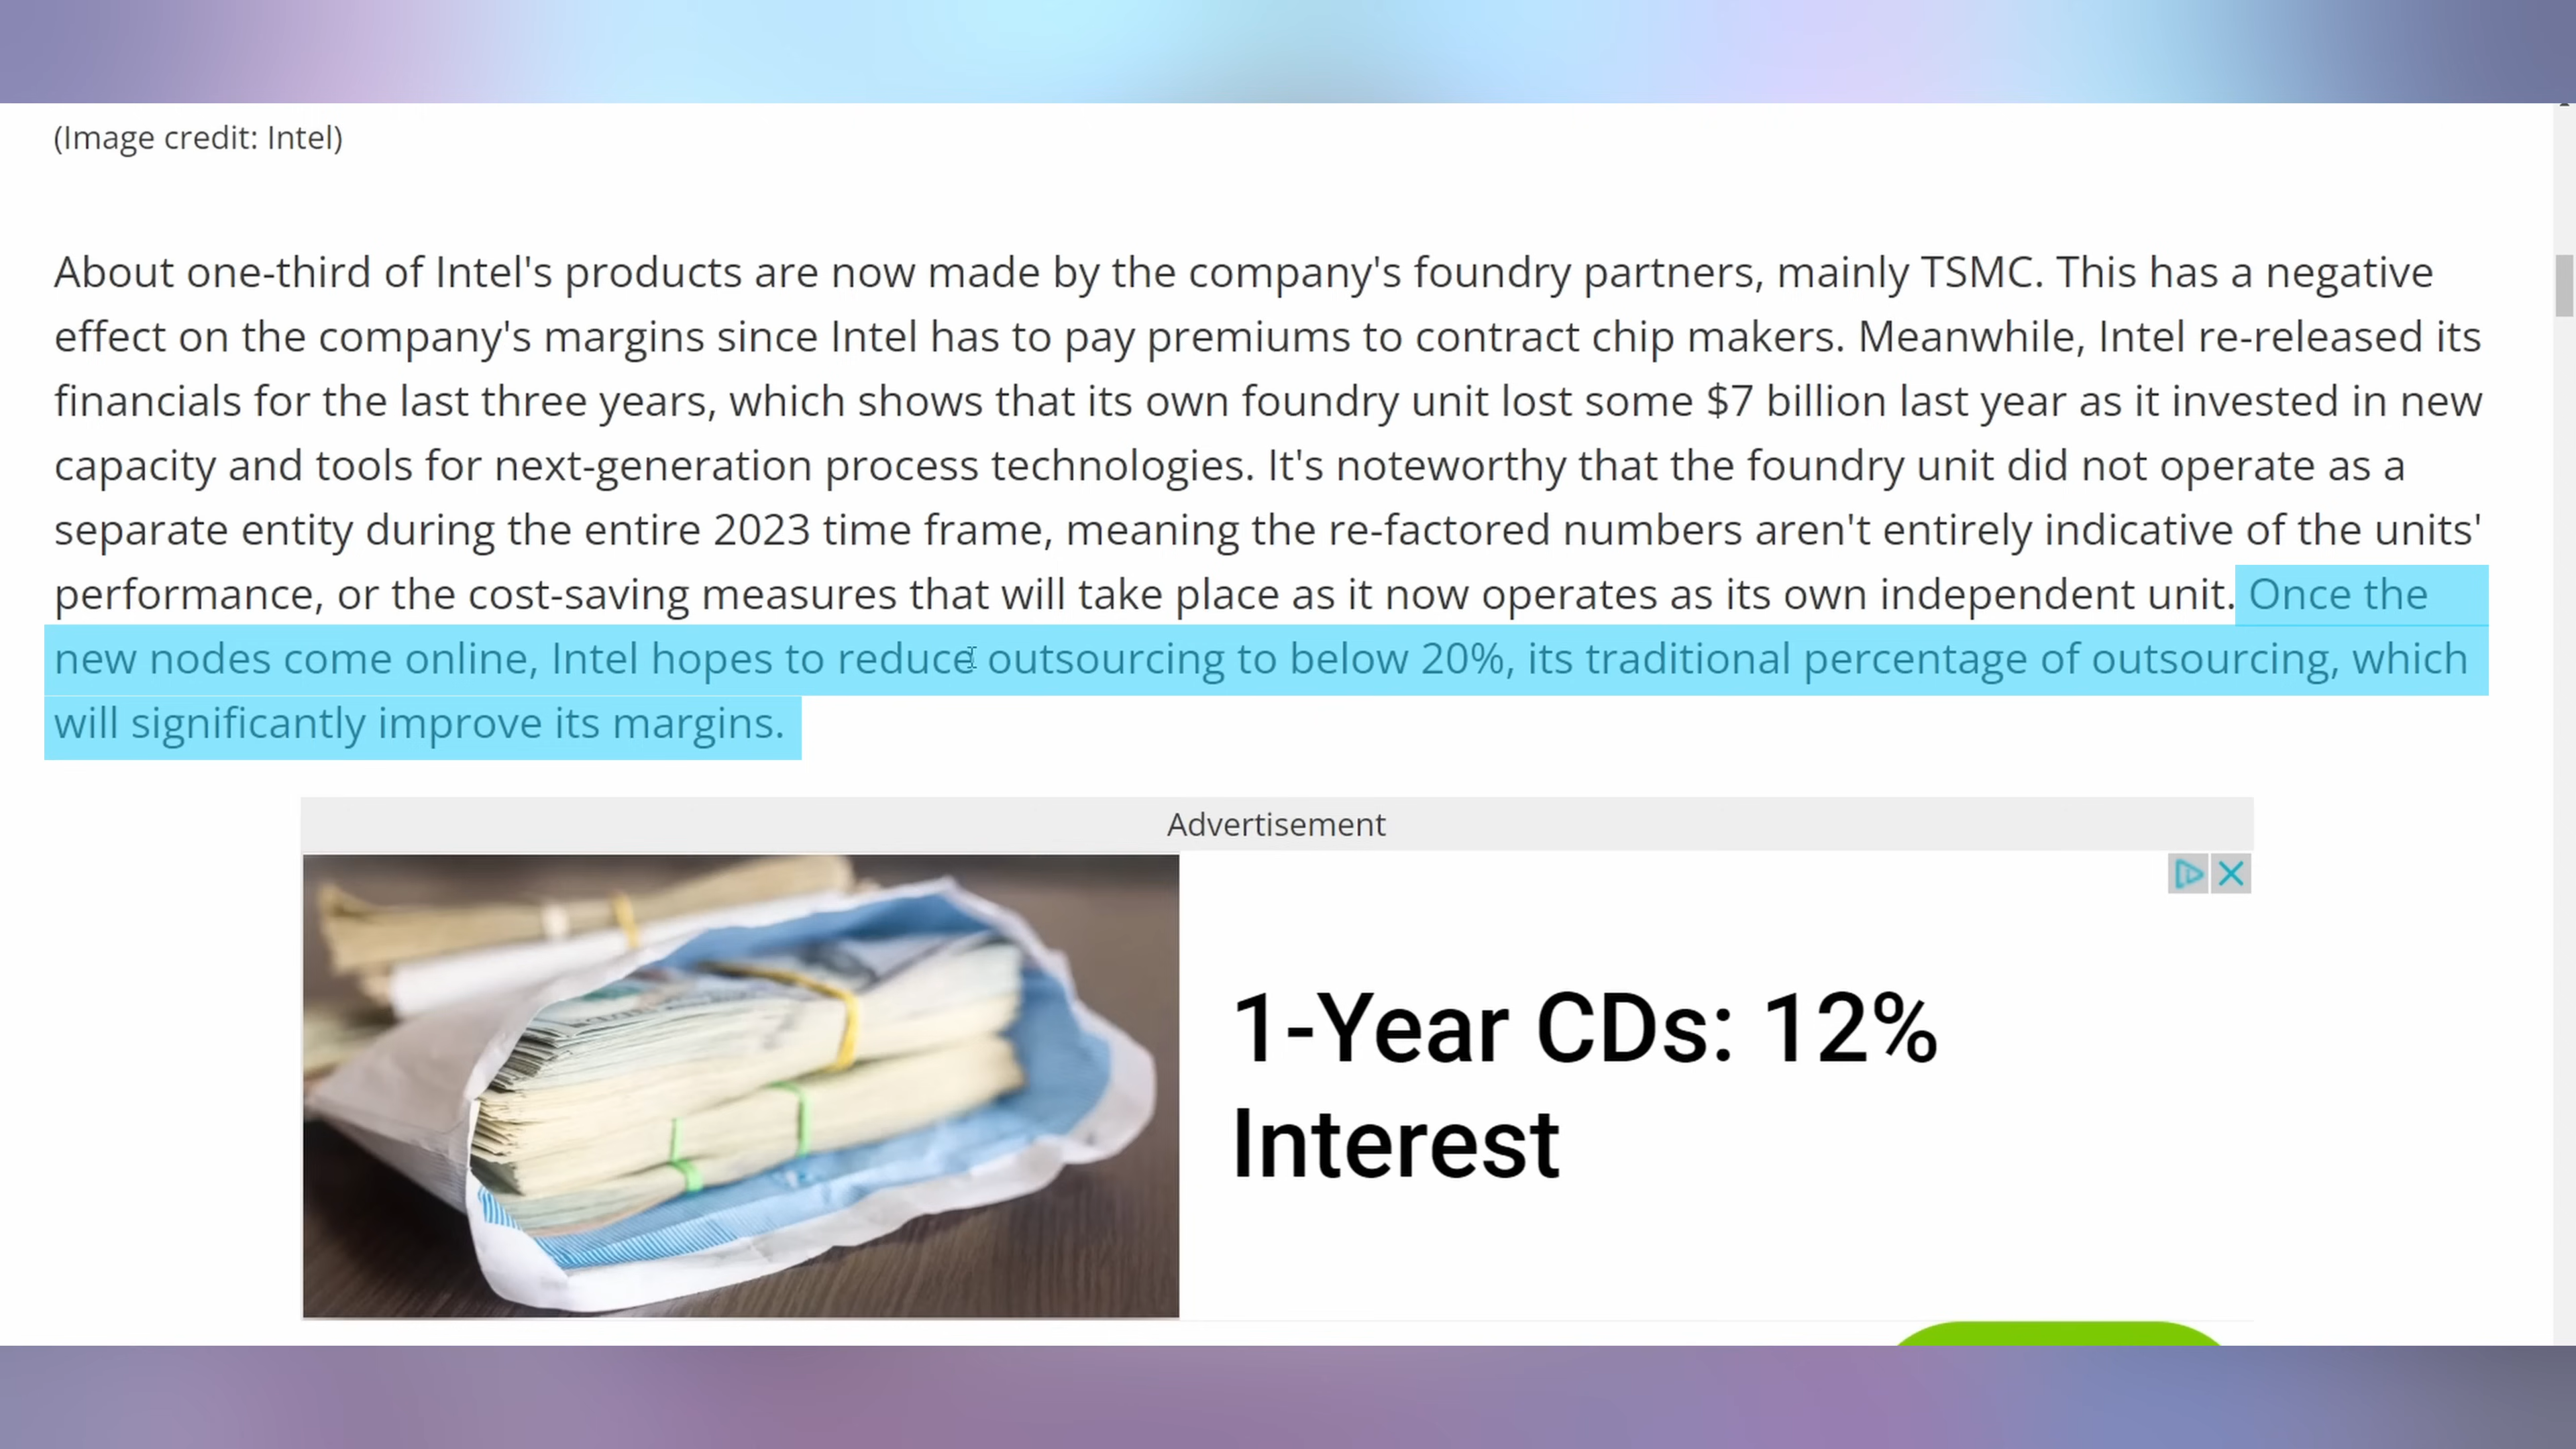 (Image credit: Intel)
About one-third of Intel's products are now made by the company's foundry partners, mainly TSMC. This has a negative
effect on the company's margins since Intel has to pay premiums to contract chip makers. Meanwhile, Intel re-released its
financials for the last three years, which shows that its own foundry unit lost some $7 billion last year as it invested in new
capacity and tools for next-generation process technologies. It's noteworthy that the foundry unit did not operate as a
separate entity during the entire 2023 time frame, meaning the re-factored numbers aren't entirely indicative of the units'
performance, or the cost-saving measures that will take place as it now operates as its own independent unit. Once the
new nodes come online, Intel hopes to reduce outsourcing to below 20%, its traditional percentage of outsourcing, which
will significantly improve its margins.
Advertisement
1-Year CDs: 12%
Interest